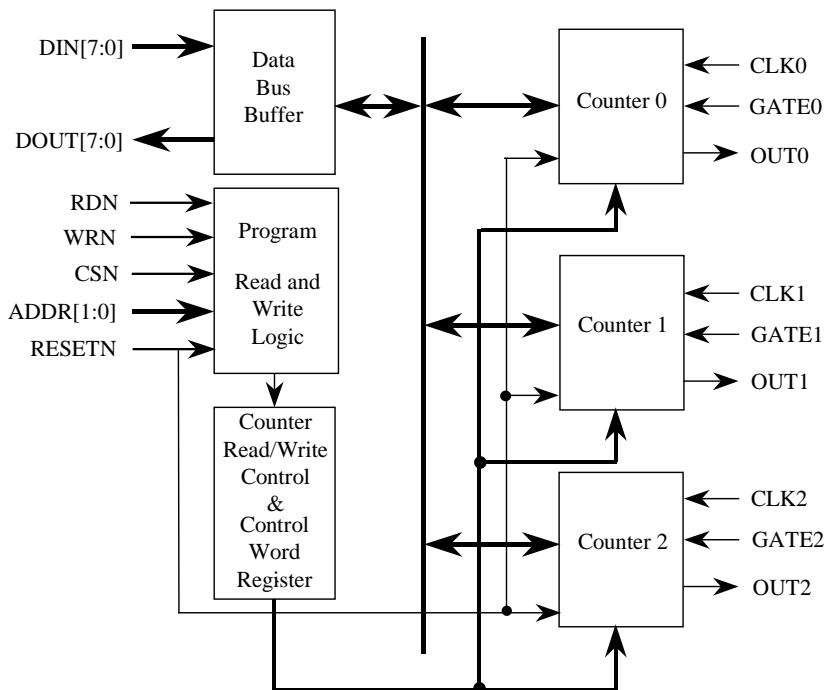 DIN[7:0]
DOUT[7:0]
Data
Bus
Buffer
RDN
WRN
CSN
ADDR[1:0]
RESETN
Program
Read and
Write
Logic
Counter
Read/Write
Control
&
Control
Word
Register
Counter 0
CLK0
GATE0
OUT0
Counter 1
CLK1
GATE1
OUT1
Counter 2
CLK2
GATE2
OUT2